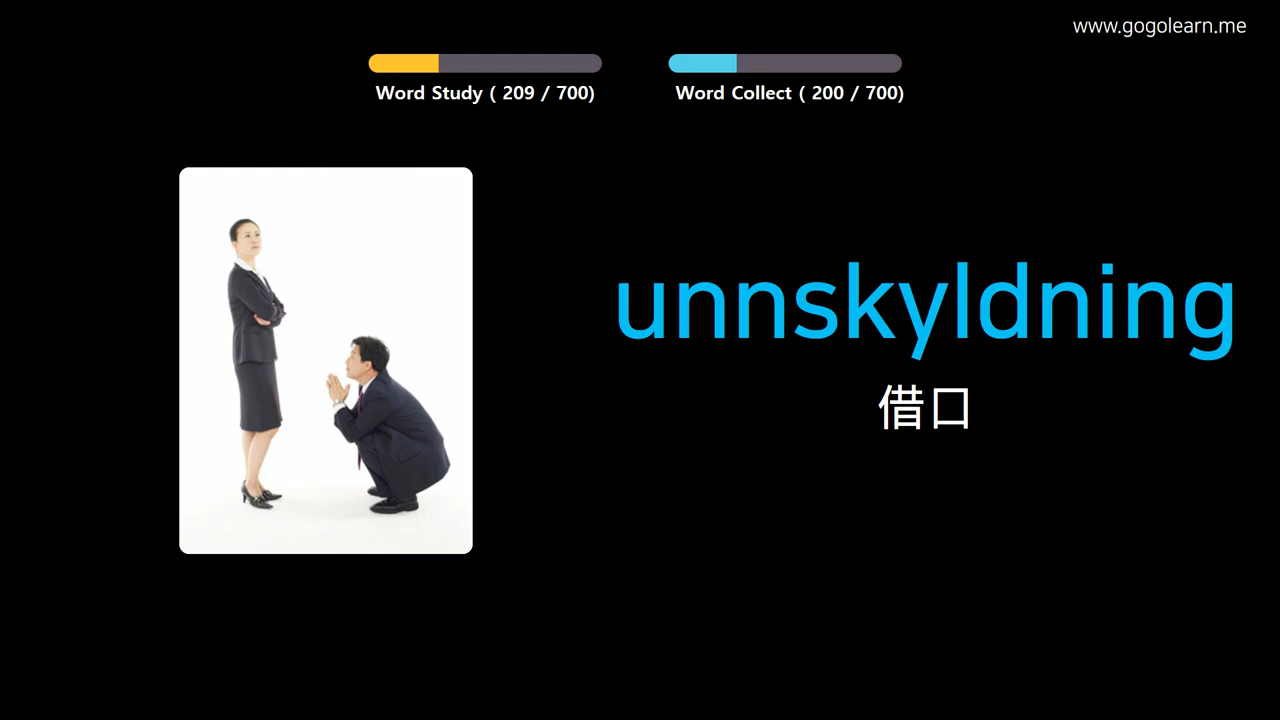 www.gogolearn.me
Word Study ( 209 / 700)
Word Collect ( 200 / 700)
unnskyldning
借口